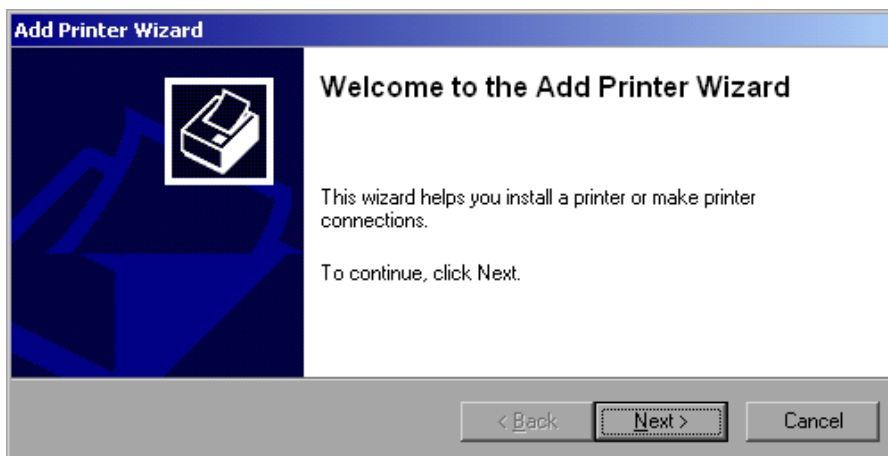 Add Printer Wizard
Welcome to the Add Printer Wizard
This wizard helps you install a printer or make printer
connections.
To continue, click Next.
< Back
Next >
Cancel